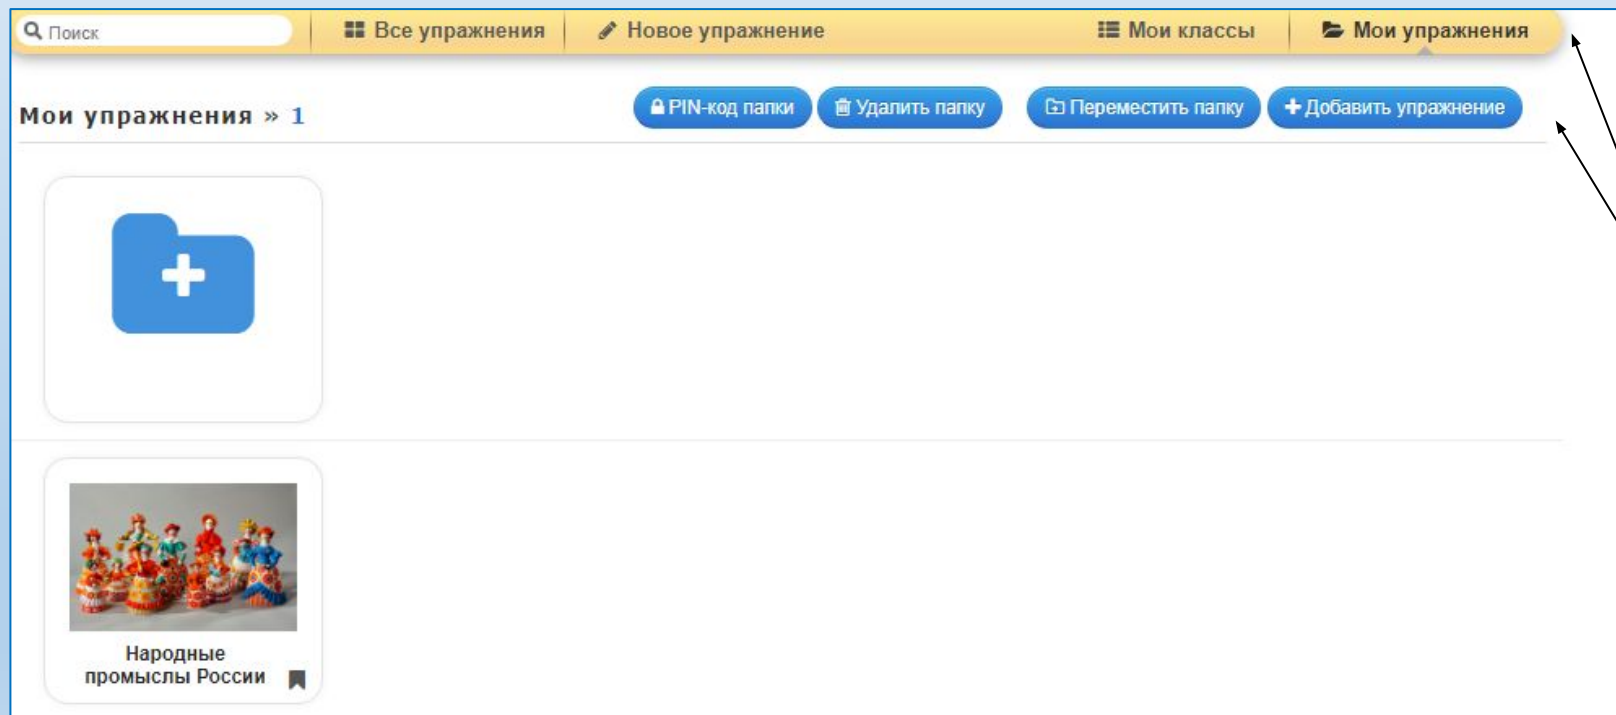 Поиск Все упражнения Новое упражнение Мои классы Мои упражнения
Мои упражнения » 1 PIN-код папки Удалить папку Переместить папку Добавить упражнение
Народные
промыслы России